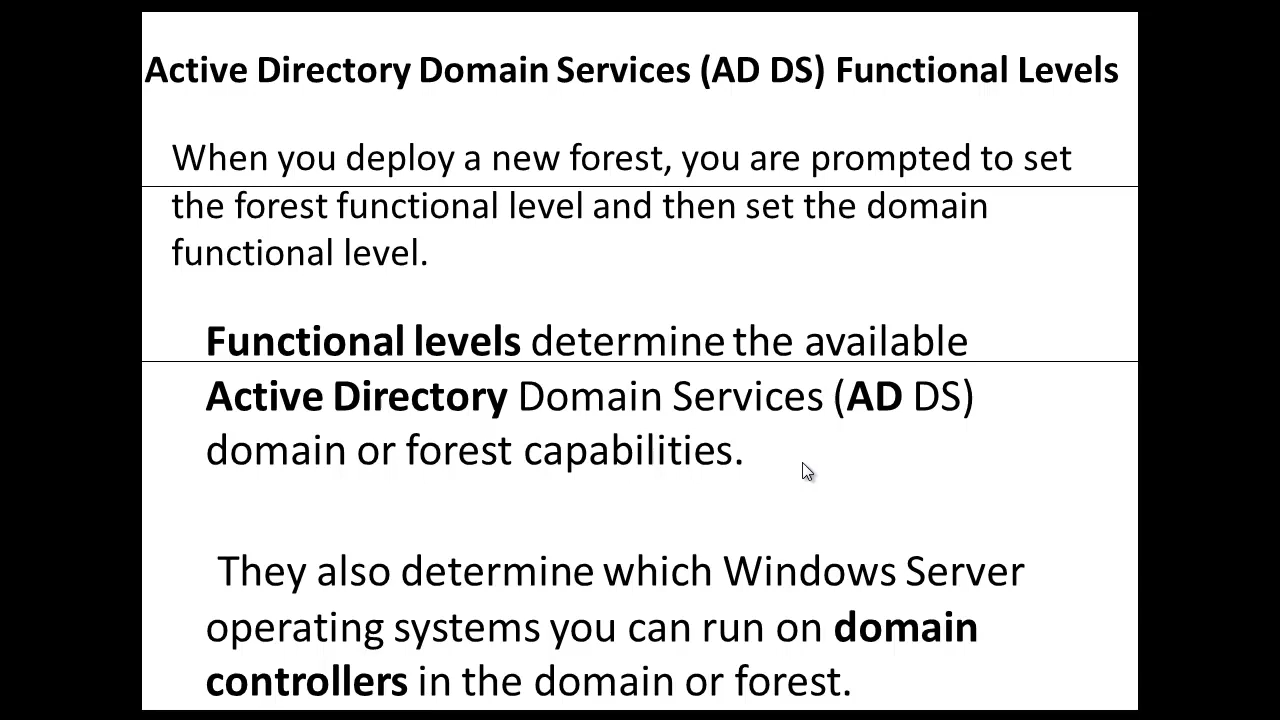 Active Directory Domain Services (AD DS) Functional Levels
When you deploy a new forest, you are prompted to set
the forest functional level and then set the domain
functional level.
Functional levels determine the available
Active Directory Domain Services (AD DS)
domain or forest capabilities.
They also determine which Windows Server
operating systems you can run on domain
controllers in the domain or forest.